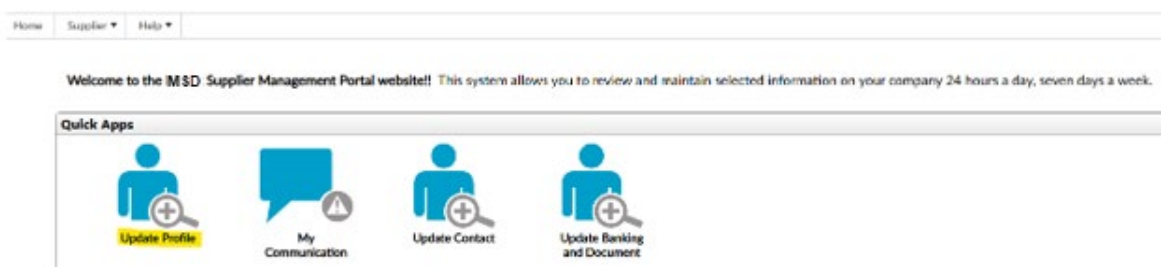 Home Supplier ▼ Help ▼
Welcome to the MSD Supplier Management Portal website!! This system allows you to review and maintain selected information on your company 24 hours a day, seven days a week.
Quick Apps
Update Profile
My
Communication
Update Contact
Update Banking
and Document